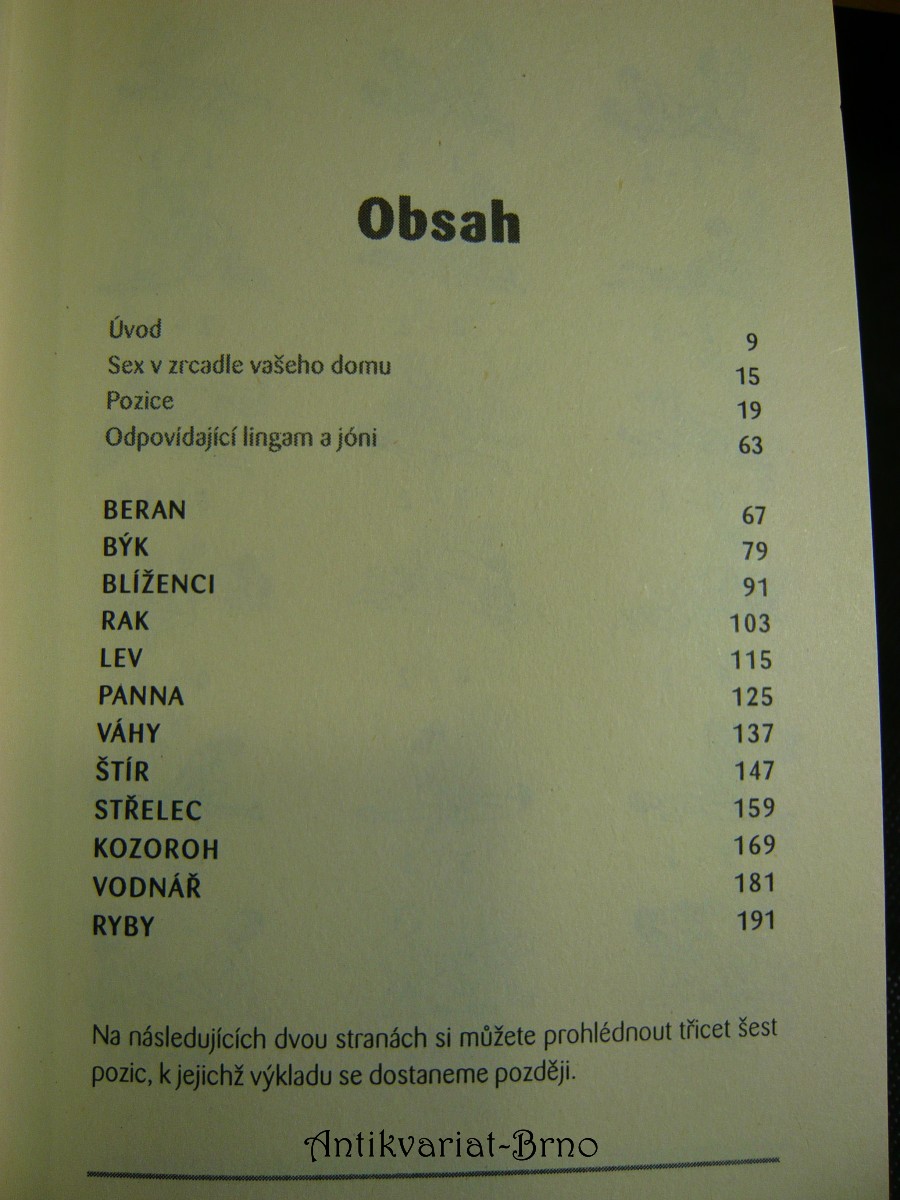 Obsah
Úvod 9
Sex v zrcadle vašeho domu 15
Pozice 19
Odpovídající lingam a jóni 63
BERAN 67
BÝK 79
BLÍŽENCI 91
RAK 103
LEV 115
PANNA 125
VÁHY 137
ŠTÍR 147
STŘELEC 159
KOZOROH 169
VODNÁŘ 181
RYBY 191
Na následujících dvou stranách si můžete prohlédnout třicet šest
pozic, k jejichž výkladu se dostaneme později.
Antikvariat-Brno